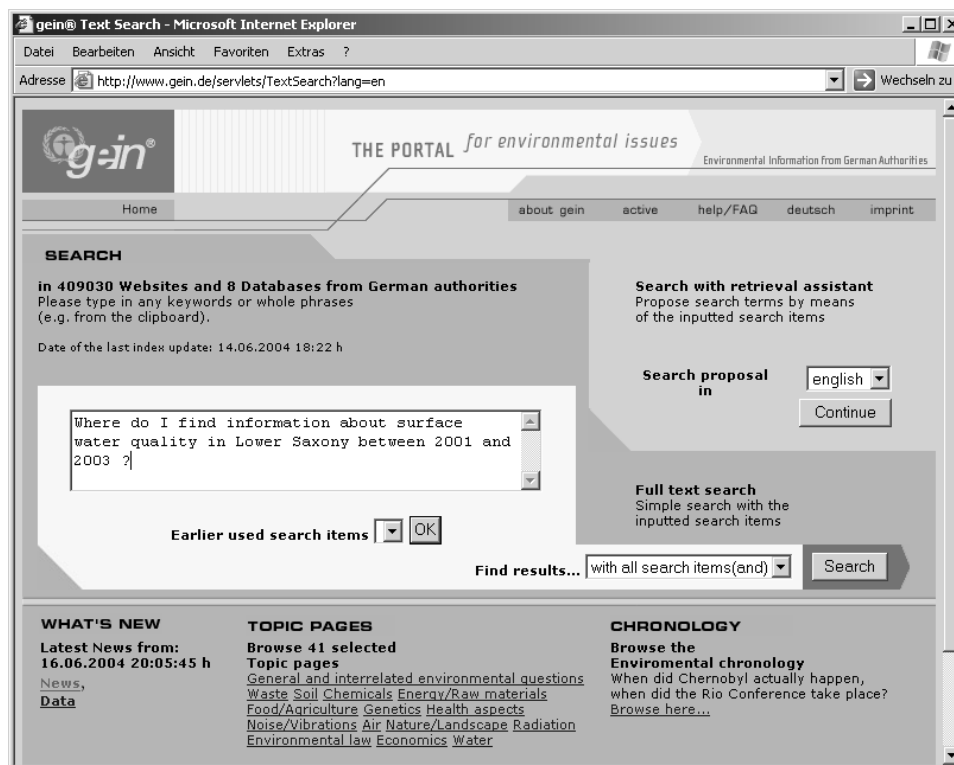 gein® Text Search - Microsoft Internet Explorer
Datei Bearbeiten Ansicht Favoriten Extras ?
Adresse http://www.gein.de/servlets/TextSearch?lang=en Wechseln zu
gein®
THE PORTAL for environmental issues
Environmental Information from German Authorities
Home about gein active help/FAQ deutsch imprint
SEARCH
in 409030 Websites and 8 Databases from German authorities
Please type in any keywords or whole phrases
(e.g. from the clipboard).
Date of the last index update: 14.06.2004 18:22 h
Where do I find information about surface
water quality in Lower Saxony between 2001 and
2003 ?
Earlier used search items OK
Search with retrieval assistant
Propose search terms by means
of the inputted search items
Search proposal
in
english
Continue
Full text search
Simple search with the
inputted search items
Find results... with all search items(and) Search
WHAT'S NEW
Latest News from:
16.06.2004 20:05:45 h
News,
Data
TOPIC PAGES
Browse 41 selected
Topic pages
General and interrelated environmental questions
Waste Soil Chemicals Energy/Raw materials
Food/Agriculture Genetics Health aspects
Noise/Vibrations Air Nature/Landscape Radiation
Environmental law Economics Water
CHRONOLOGY
Browse the
Enviromental chronology
When did Chernobyl actually happen,
when did the Rio Conference take place?
Browse here...